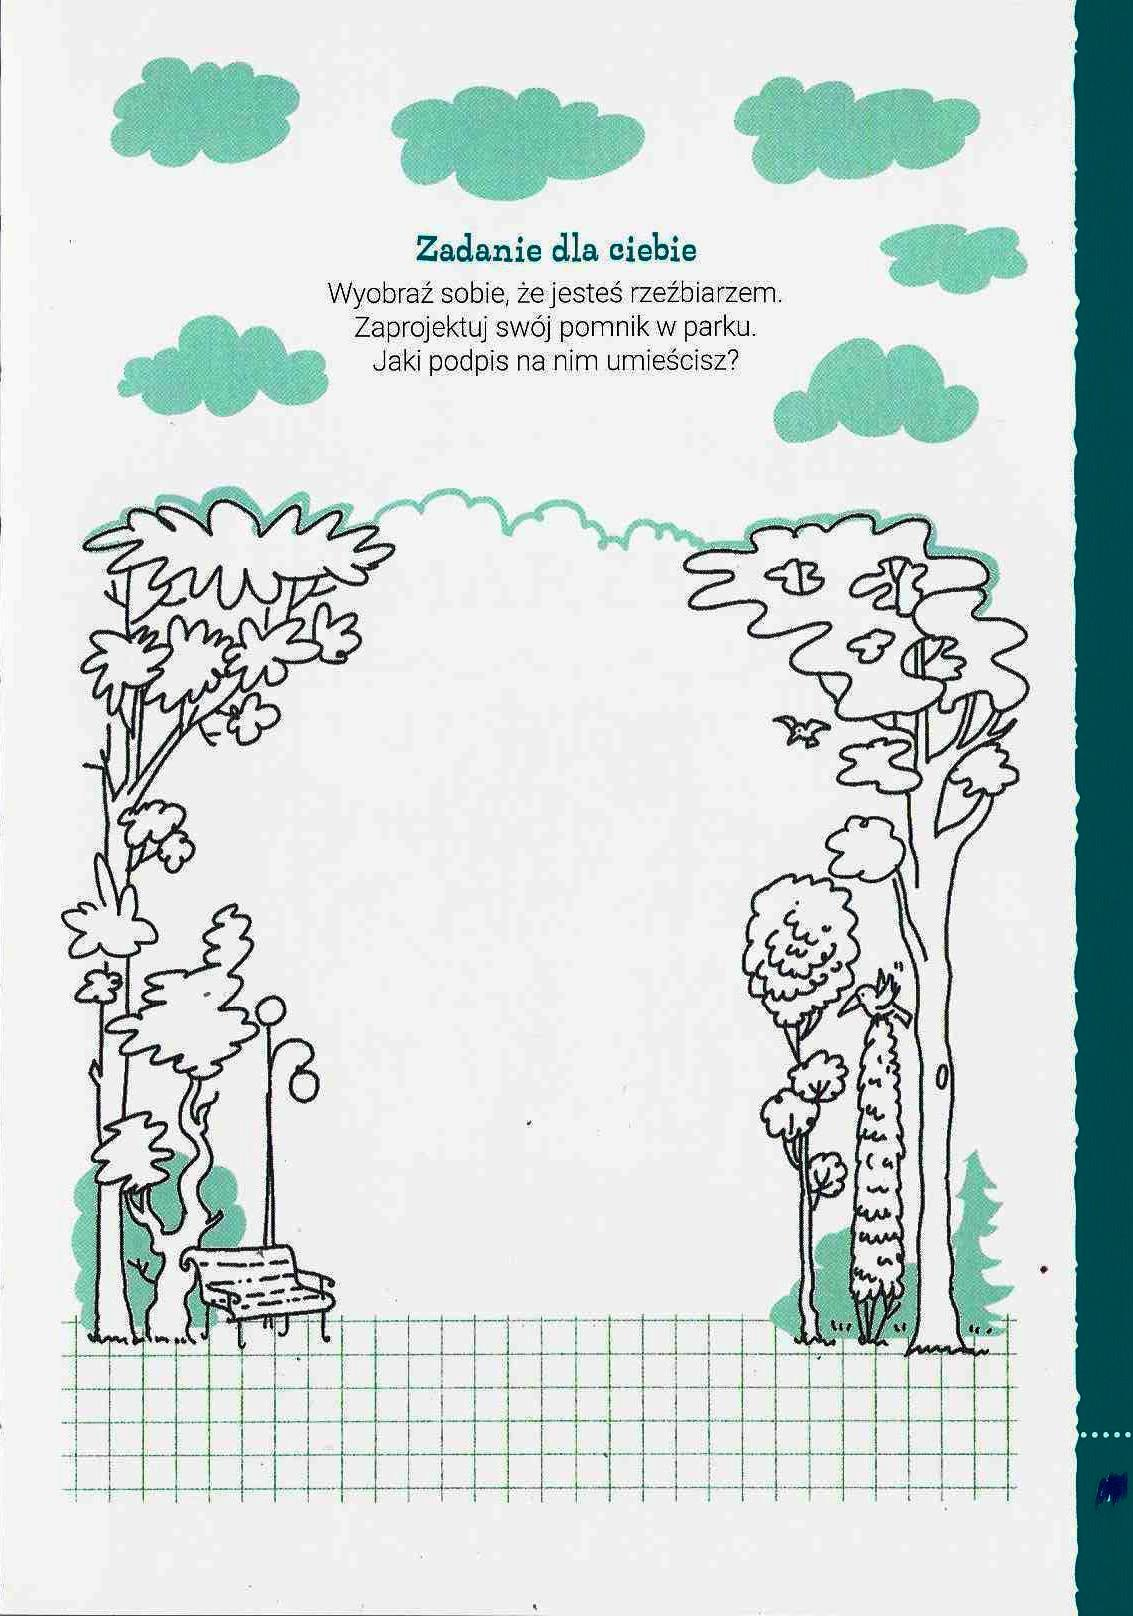 Zadanie dla ciebie
Wyobraź sobie, że jesteś rzeźbiarzem.
Zaprojektuj swój pomnik w parku.
Jaki podpis na nim umieścisz?